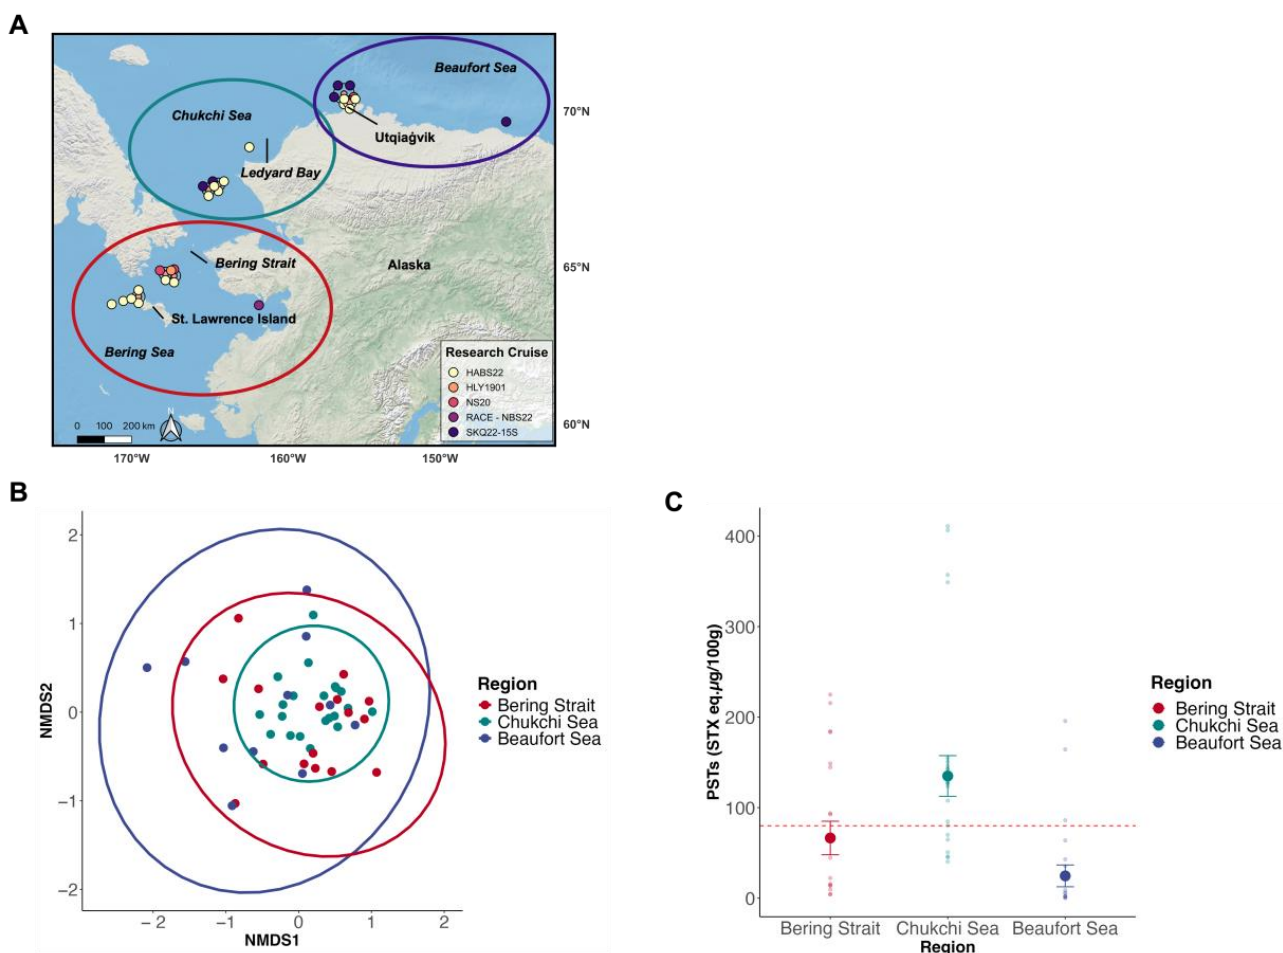 A
Beaufort Sea
Chukchi Sea
70°N
Utqiaġvik
Ledyard Bay
Bering Strait
Alaska
65°N
St. Lawrence Island
Bering Sea
Research Cruise
HABS22
HLY1901
NS20
RACE - NBS22
SKQ22-15S
N
0 100 200 km
60°N
170°W 160°W 150°W
B
2
1
0
−1
−2
NMDS2
−2 −1 0 1 2
NMDS1
Region
Bering Strait
Chukchi Sea
Beaufort Sea
C
400
300
200
100
0
PSTs (STX eq.µg/100g)
Bering Strait Chukchi Sea Beaufort Sea
Region
Region
Bering Strait
Chukchi Sea
Beaufort Sea